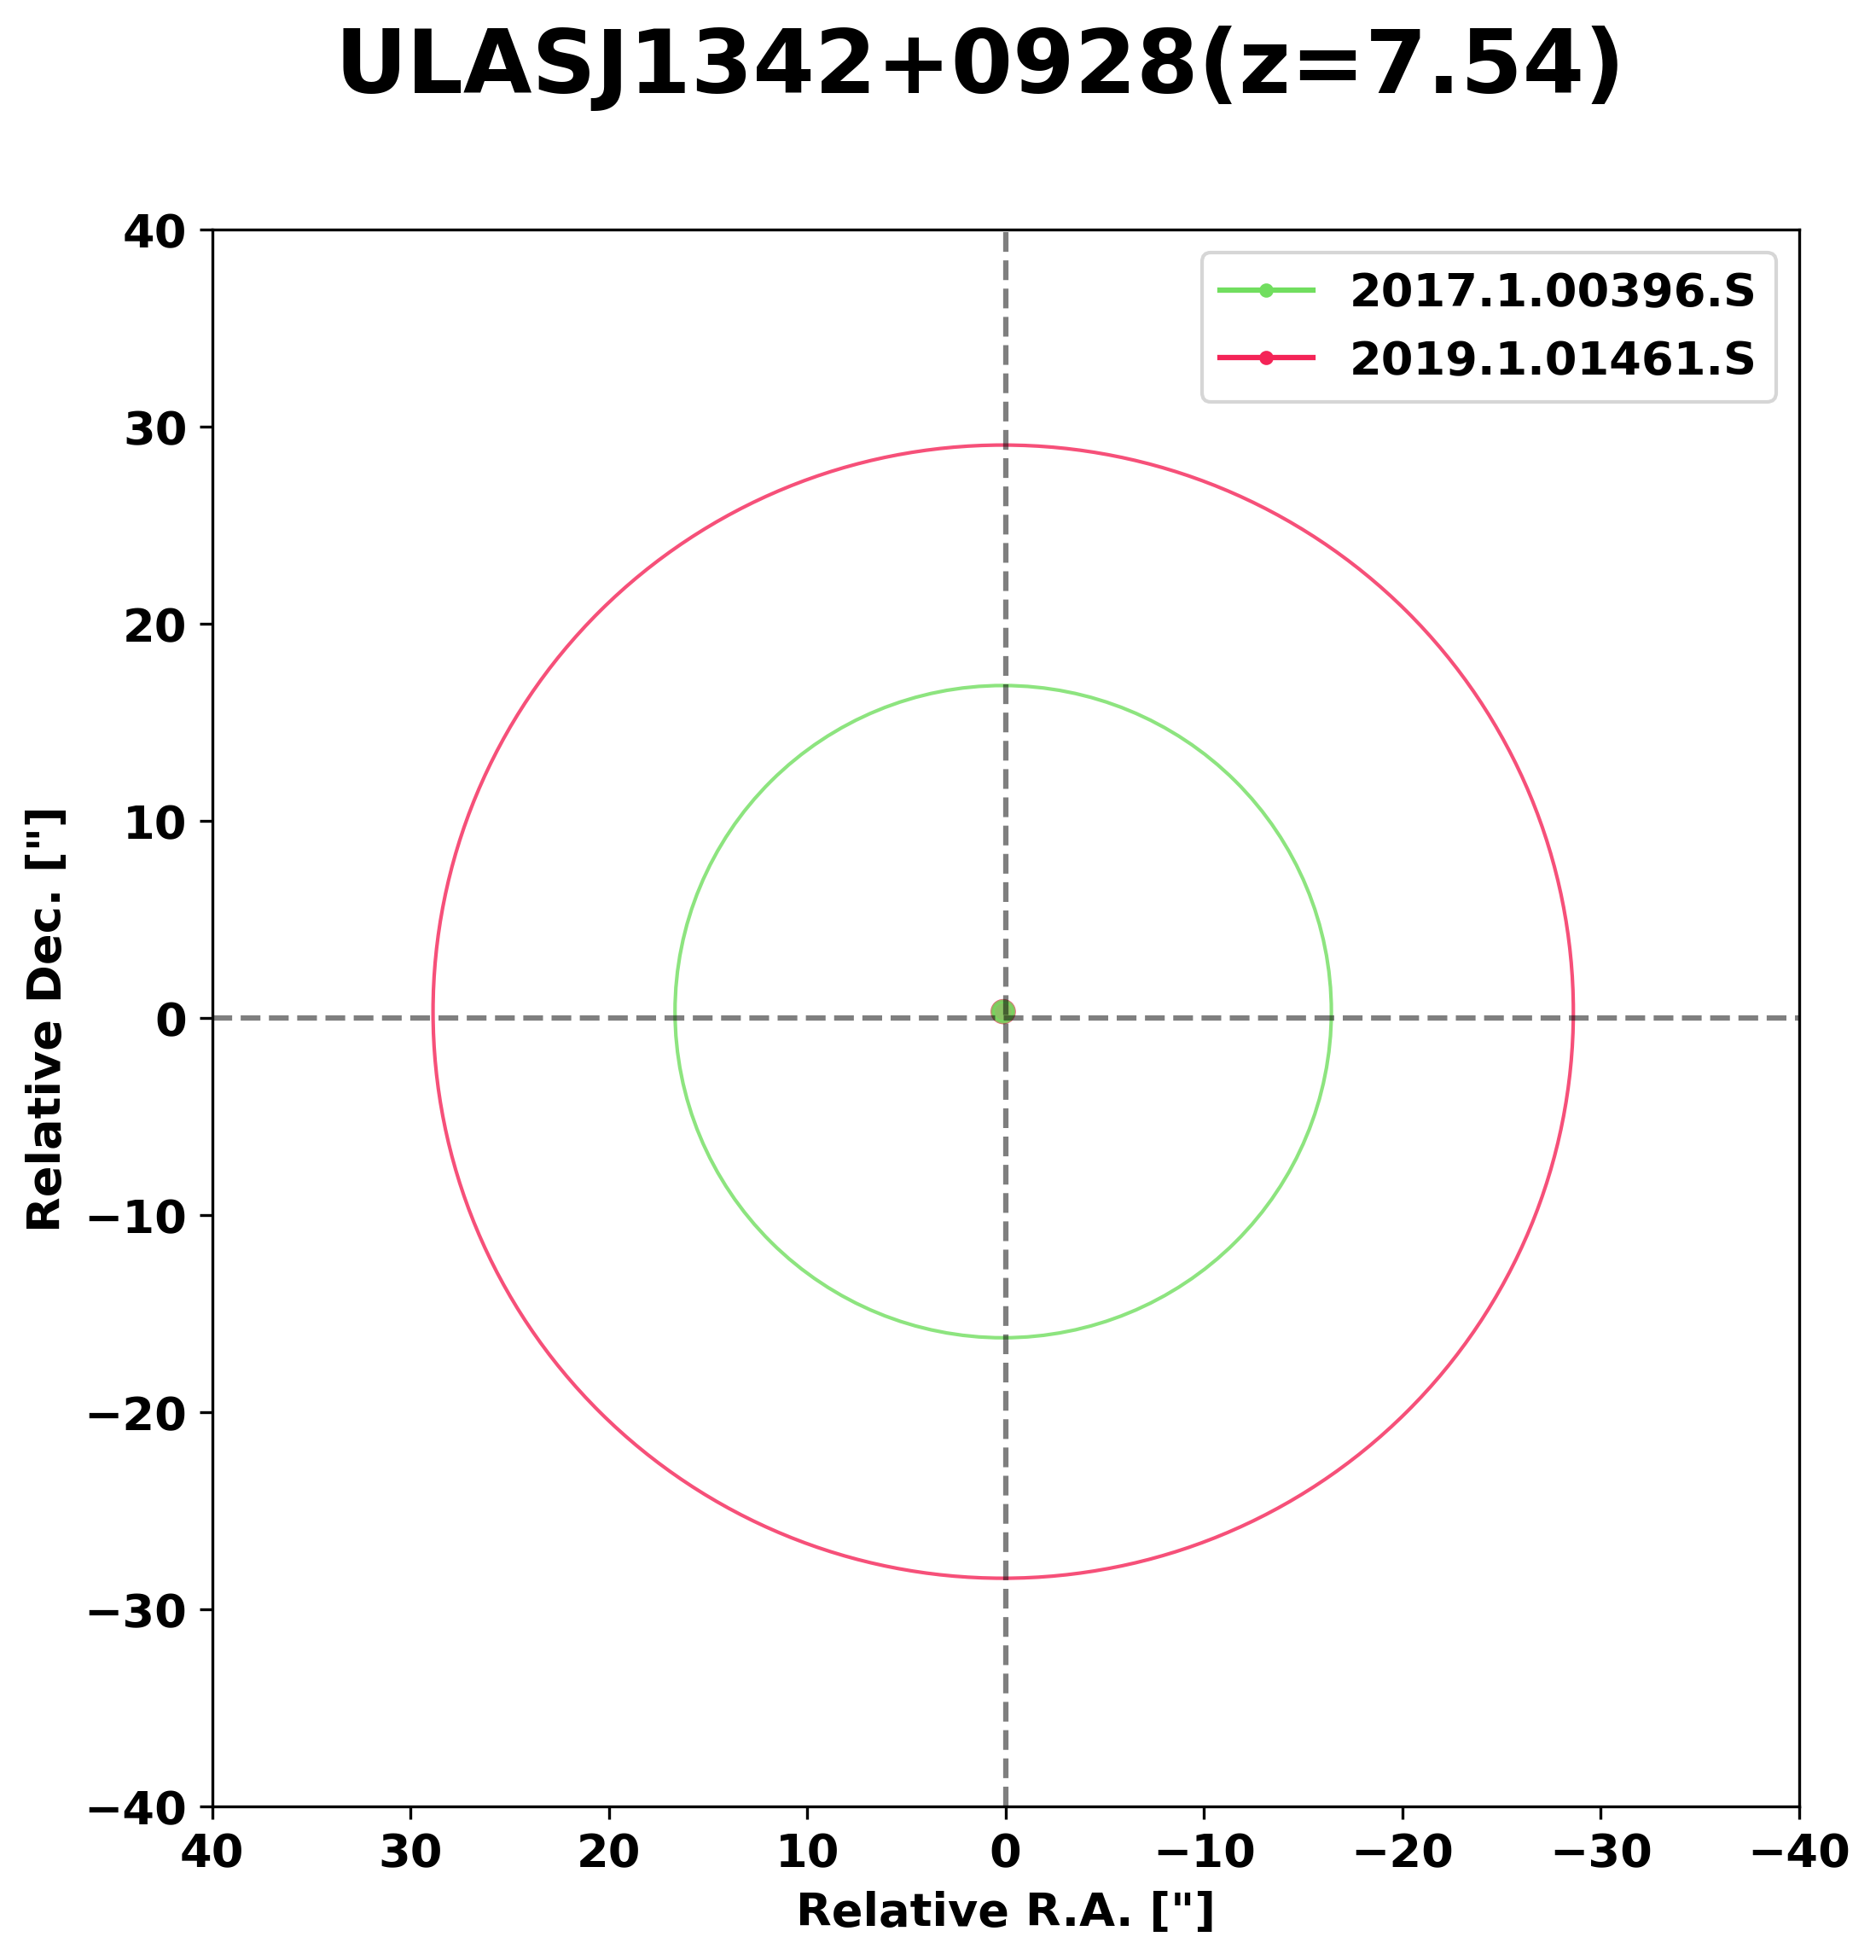 ULASJ1342+0928(z=7.54)
2017.1.00396.S
2019.1.01461.S
40
30
20
10
0
−10
−20
−30
−40
Relative Dec. ["]
40 30 20 10 0 −10 −20 −30 −40
Relative R.A. ["]